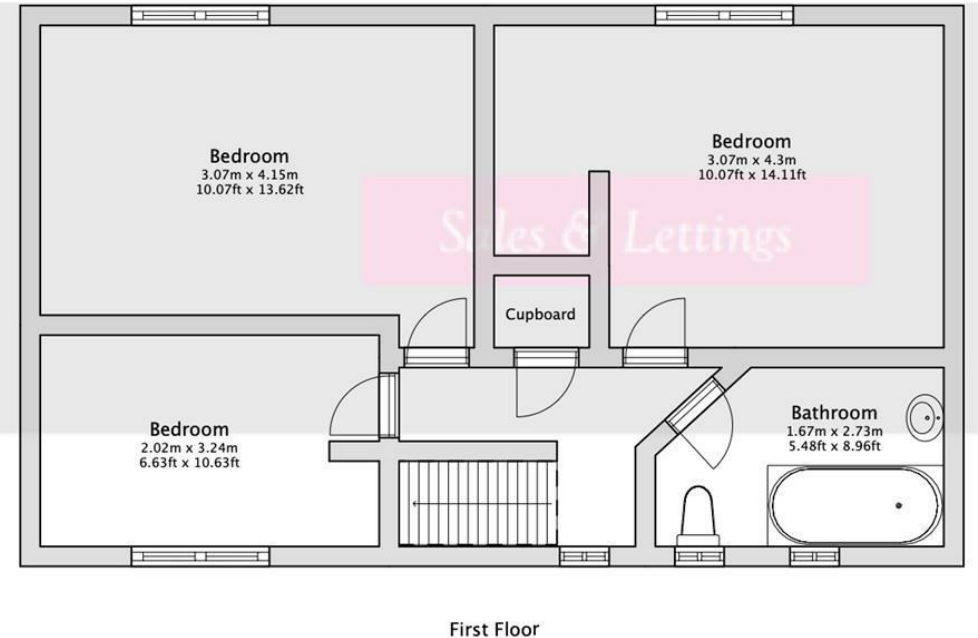 Bedroom
3.07m x 4.15m
10.07ft x 13.62ft
Bedroom
3.07m x 4.3m
10.07ft x 14.11ft
Sales & Lettings
Cupboard
Bedroom
2.02m x 3.24m
6.63ft x 10.63ft
Bathroom
1.67m x 2.73m
5.48ft x 8.96ft
First Floor